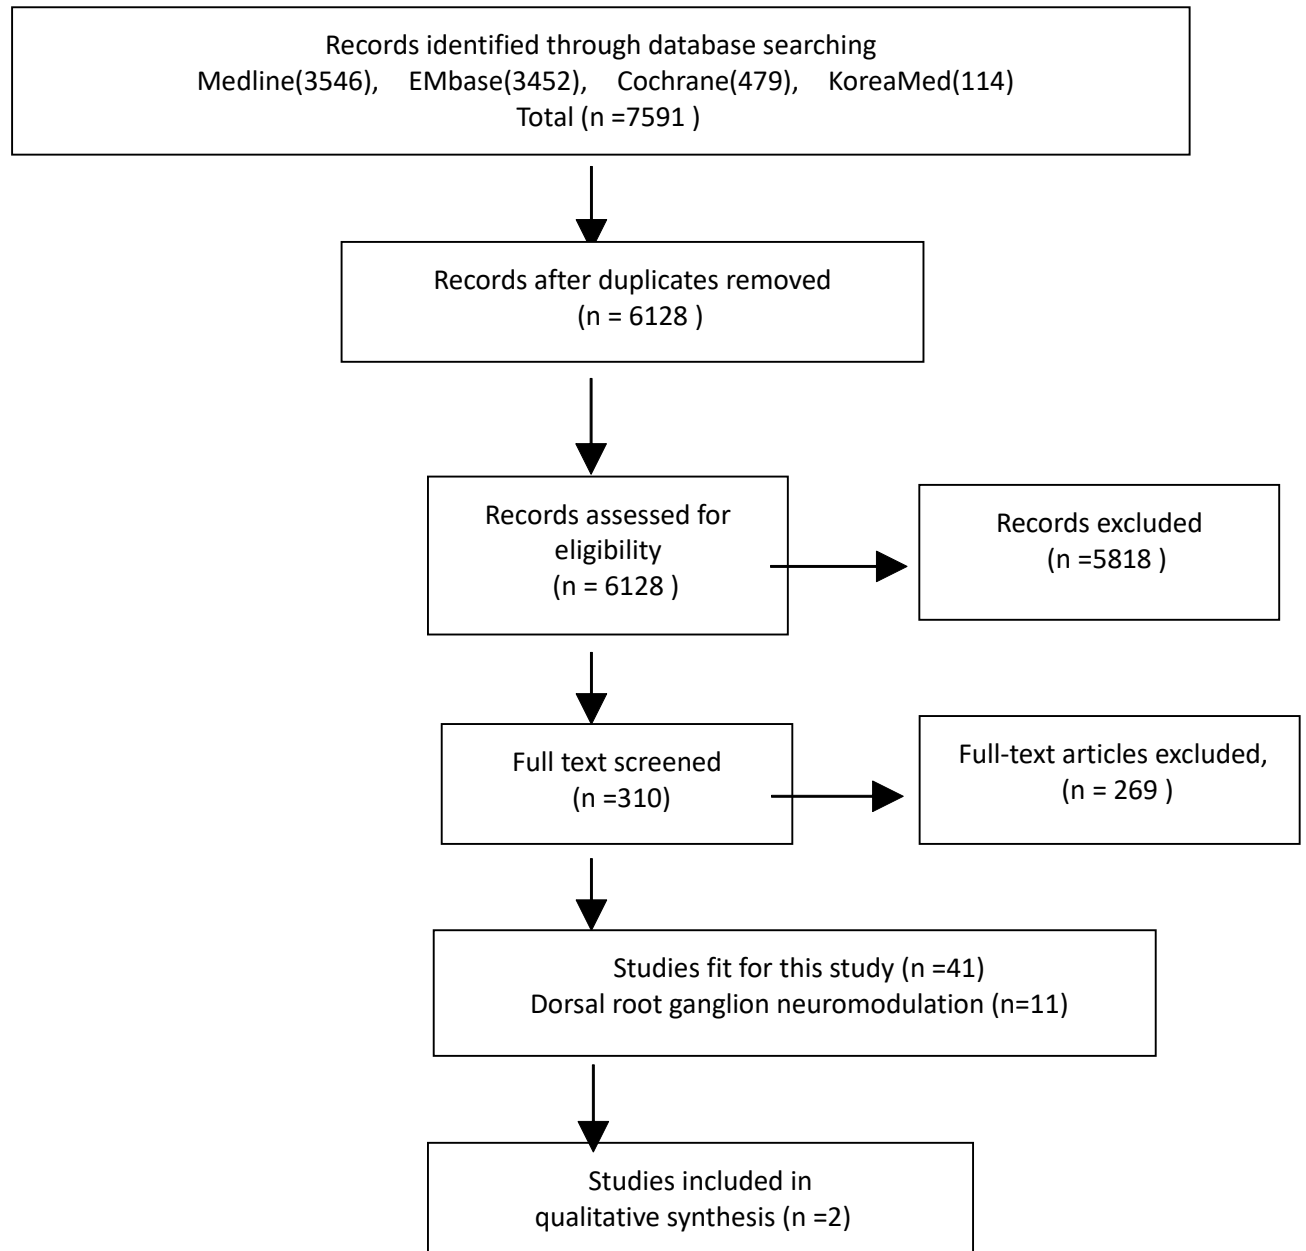 Records identified through database searching
Medline(3546), EMbase(3452), Cochrane(479), KoreaMed(114)
Total (n =7591 )
Records after duplicates removed
(n = 6128 )
Records assessed for
eligibility
(n = 6128 )
Records excluded
(n =5818 )
Full text screened
(n =310)
Full-text articles excluded,
(n = 269 )
Studies fit for this study (n =41)
Dorsal root ganglion neuromodulation (n=11)
Studies included in
qualitative synthesis (n =2)